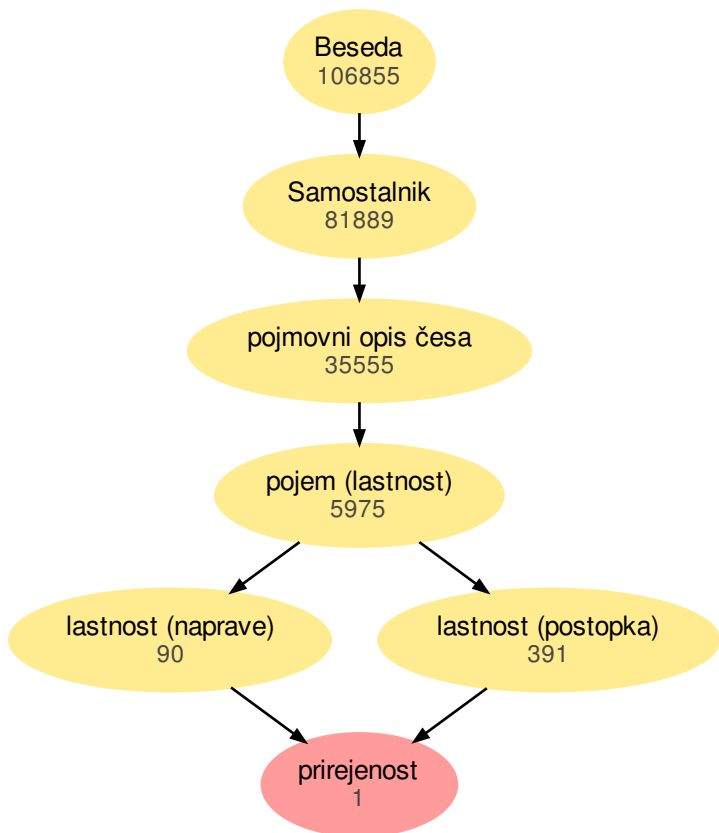 Beseda
106855
Samostalnik
81889
pojmovni opis česa
35555
pojem (lastnost)
5975
lastnost (naprave)
90
lastnost (postopka)
391
prirejenost
1